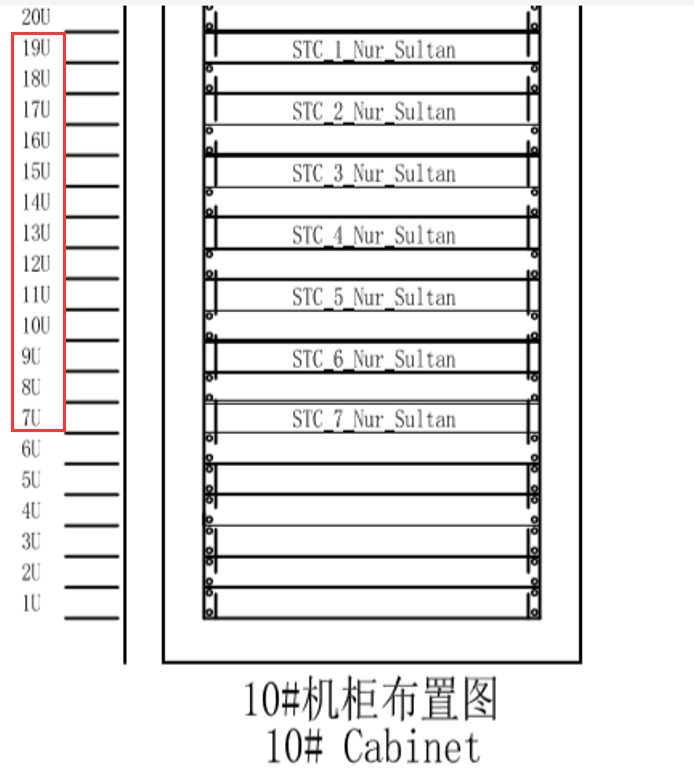 20U
19U STC_1_Nur_Sultan
18U
17U STC_2_Nur_Sultan
16U
15U STC_3_Nur_Sultan
14U
13U STC_4_Nur_Sultan
12U
11U STC_5_Nur_Sultan
10U
9U STC_6_Nur_Sultan
8U
7U STC_7_Nur_Sultan
6U
5U
4U
3U
2U
1U
10#机柜布置图
10# Cabinet